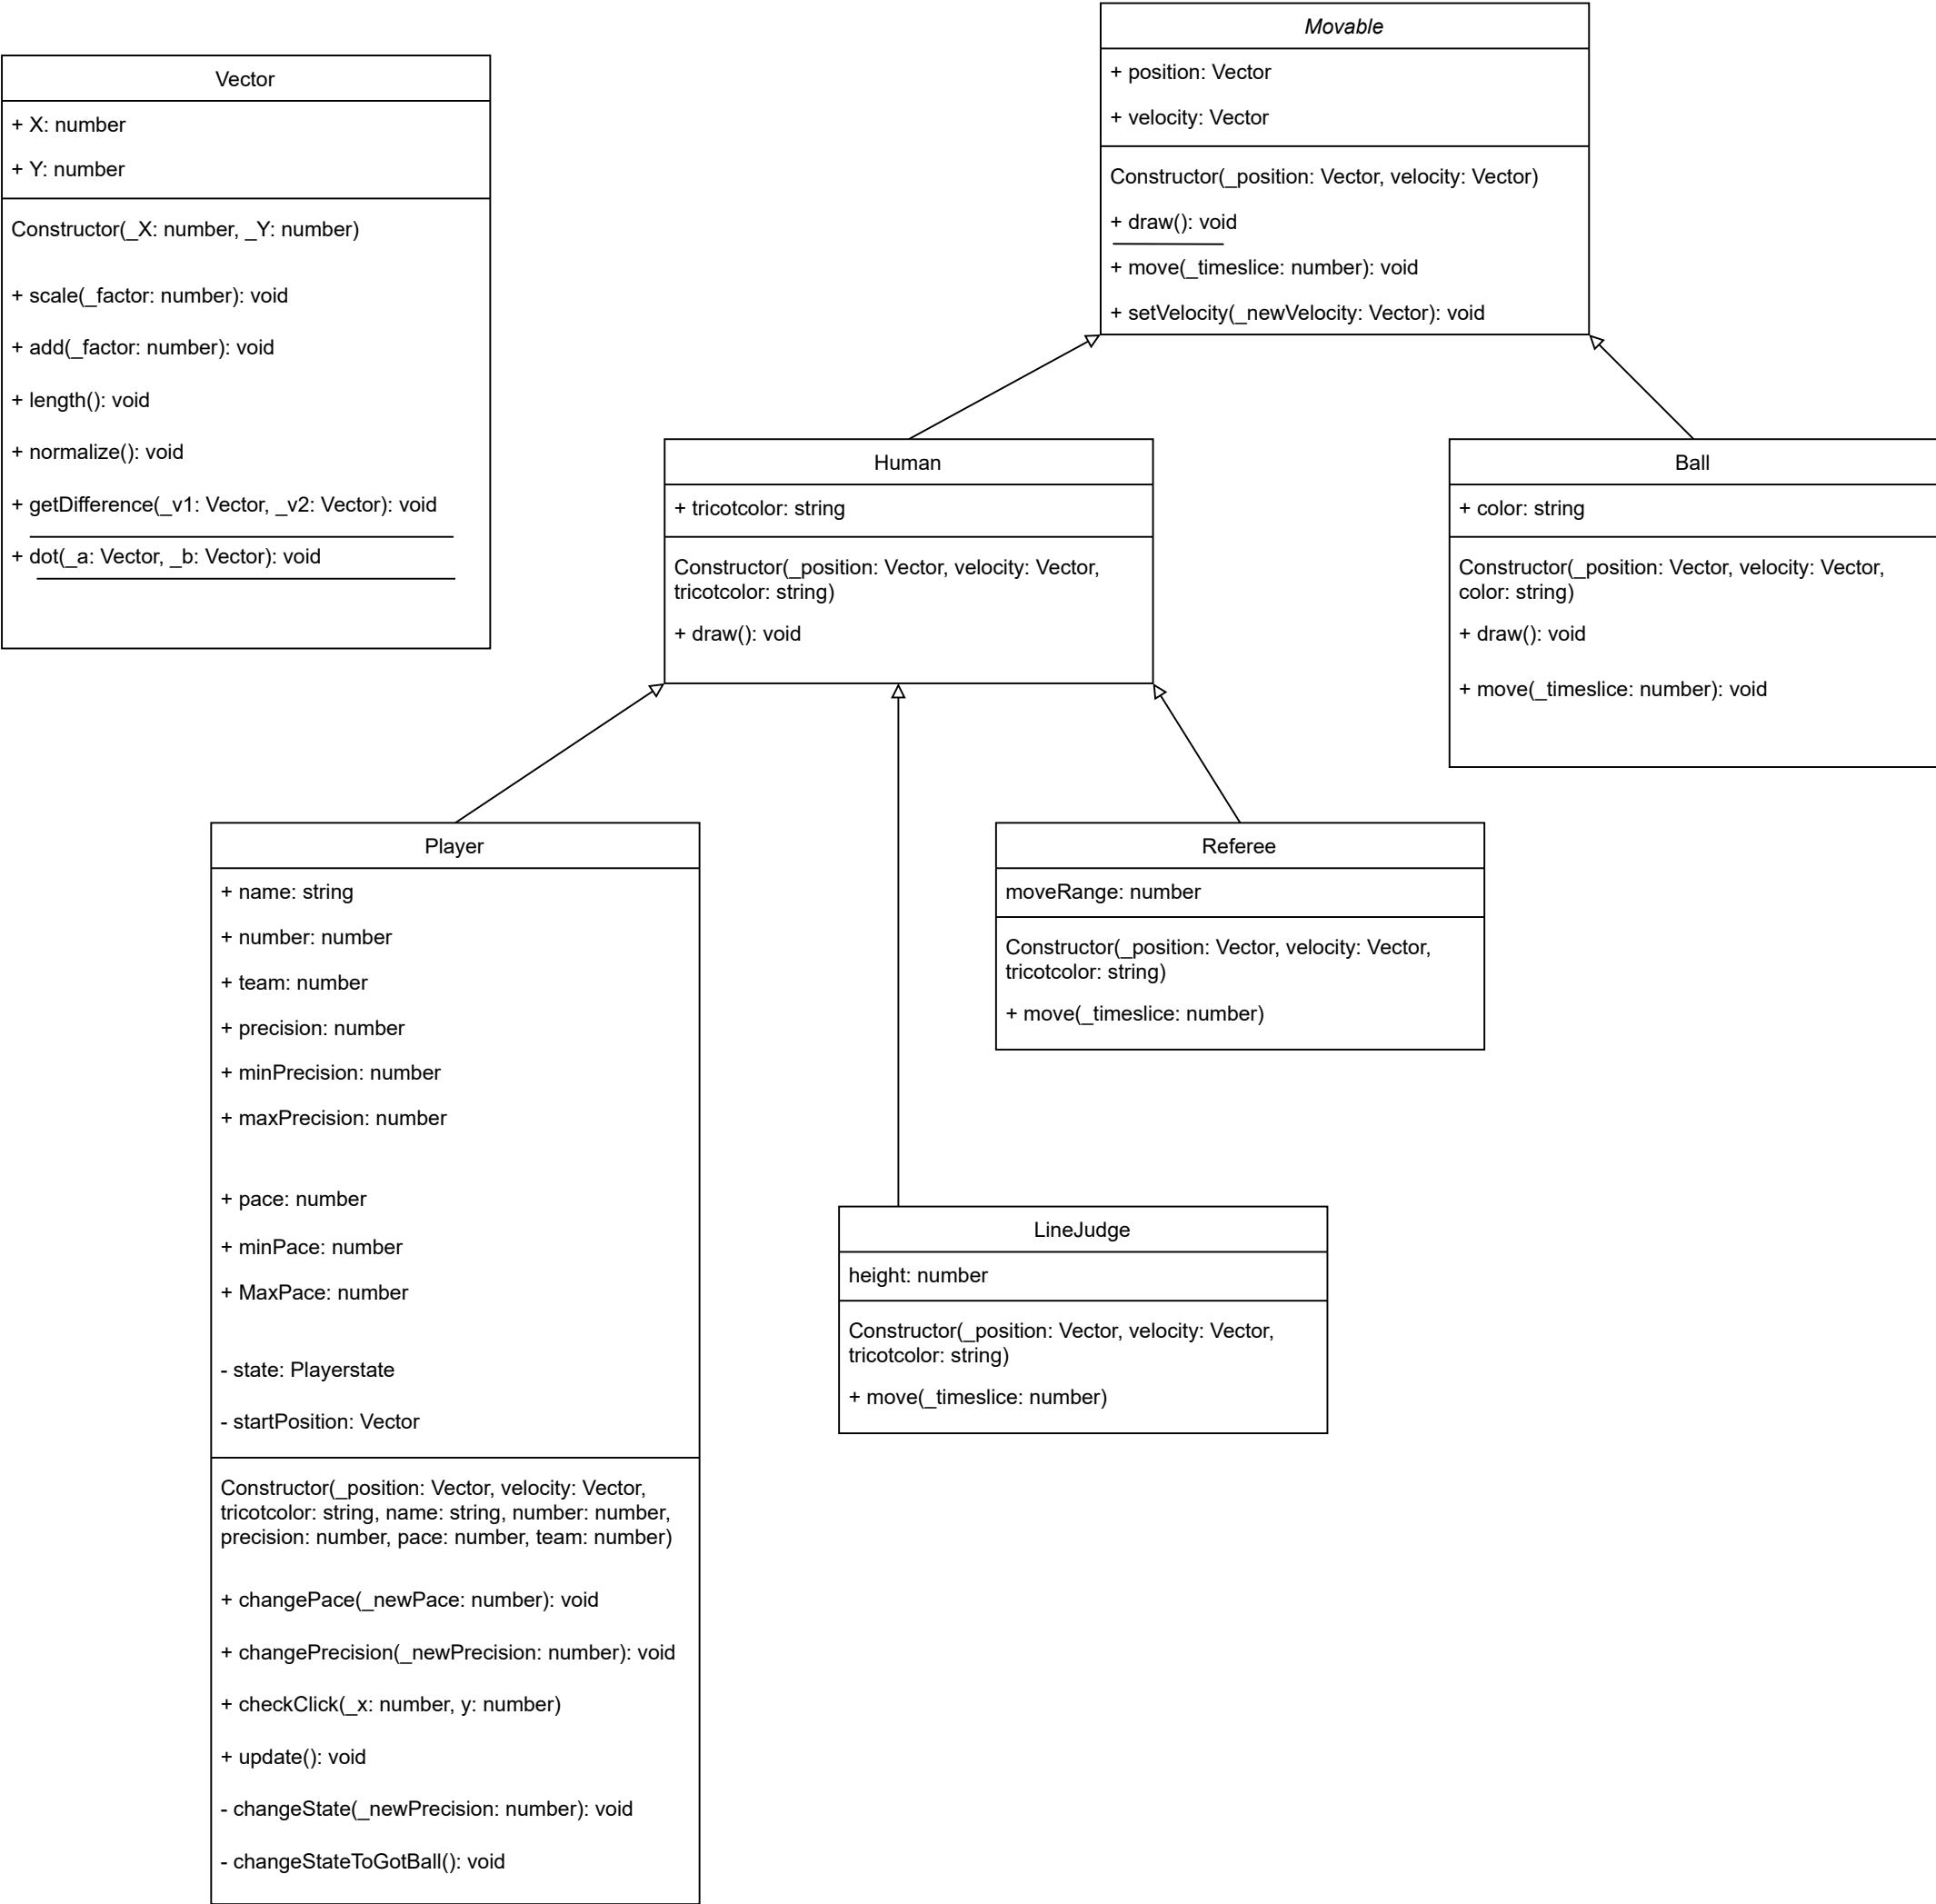 Movable
+ position: Vector
+ velocity: Vector
Constructor(_position: Vector, velocity: Vector)
+ draw(): void
+ move(_timeslice: number): void
+ setVelocity(_newVelocity: Vector): void
Vector
+ X: number
+ Y: number
Constructor(_X: number, _Y: number)
+ scale(_factor: number): void
+ add(_factor: number): void
+ length(): void
+ normalize(): void
+ getDifference(_v1: Vector, _v2: Vector): void
+ dot(_a: Vector, _b: Vector): void
Human
+ tricotcolor: string
Constructor(_position: Vector, velocity: Vector,
tricotcolor: string)
+ draw(): void
Ball
+ color: string
Constructor(_position: Vector, velocity: Vector,
color: string)
+ draw(): void
+ move(_timeslice: number): void
Player
+ name: string
+ number: number
+ team: number
+ precision: number
+ minPrecision: number
+ maxPrecision: number
+ pace: number
+ minPace: number
+ MaxPace: number
- state: Playerstate
- startPosition: Vector
Constructor(_position: Vector, velocity: Vector,
tricotcolor: string, name: string, number: number,
precision: number, pace: number, team: number)
+ changePace(_newPace: number): void
+ changePrecision(_newPrecision: number): void
+ checkClick(_x: number, y: number)
+ update(): void
- changeState(_newPrecision: number): void
- changeStateToGotBall(): void
Referee
moveRange: number
Constructor(_position: Vector, velocity: Vector,
tricotcolor: string)
+ move(_timeslice: number)
LineJudge
height: number
Constructor(_position: Vector, velocity: Vector,
tricotcolor: string)
+ move(_timeslice: number)